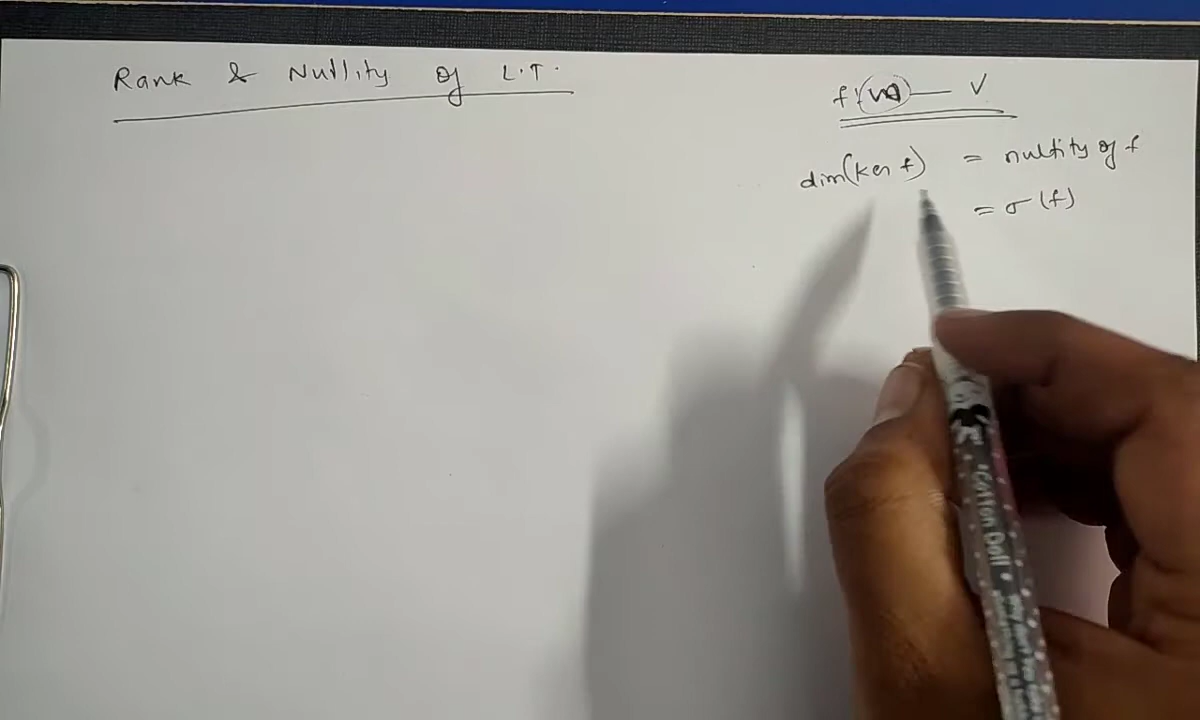 Rank & Nullity of L.T.
f: — V
dim(Ker f) = nullity of f
= σ(f)
Cotton Doll